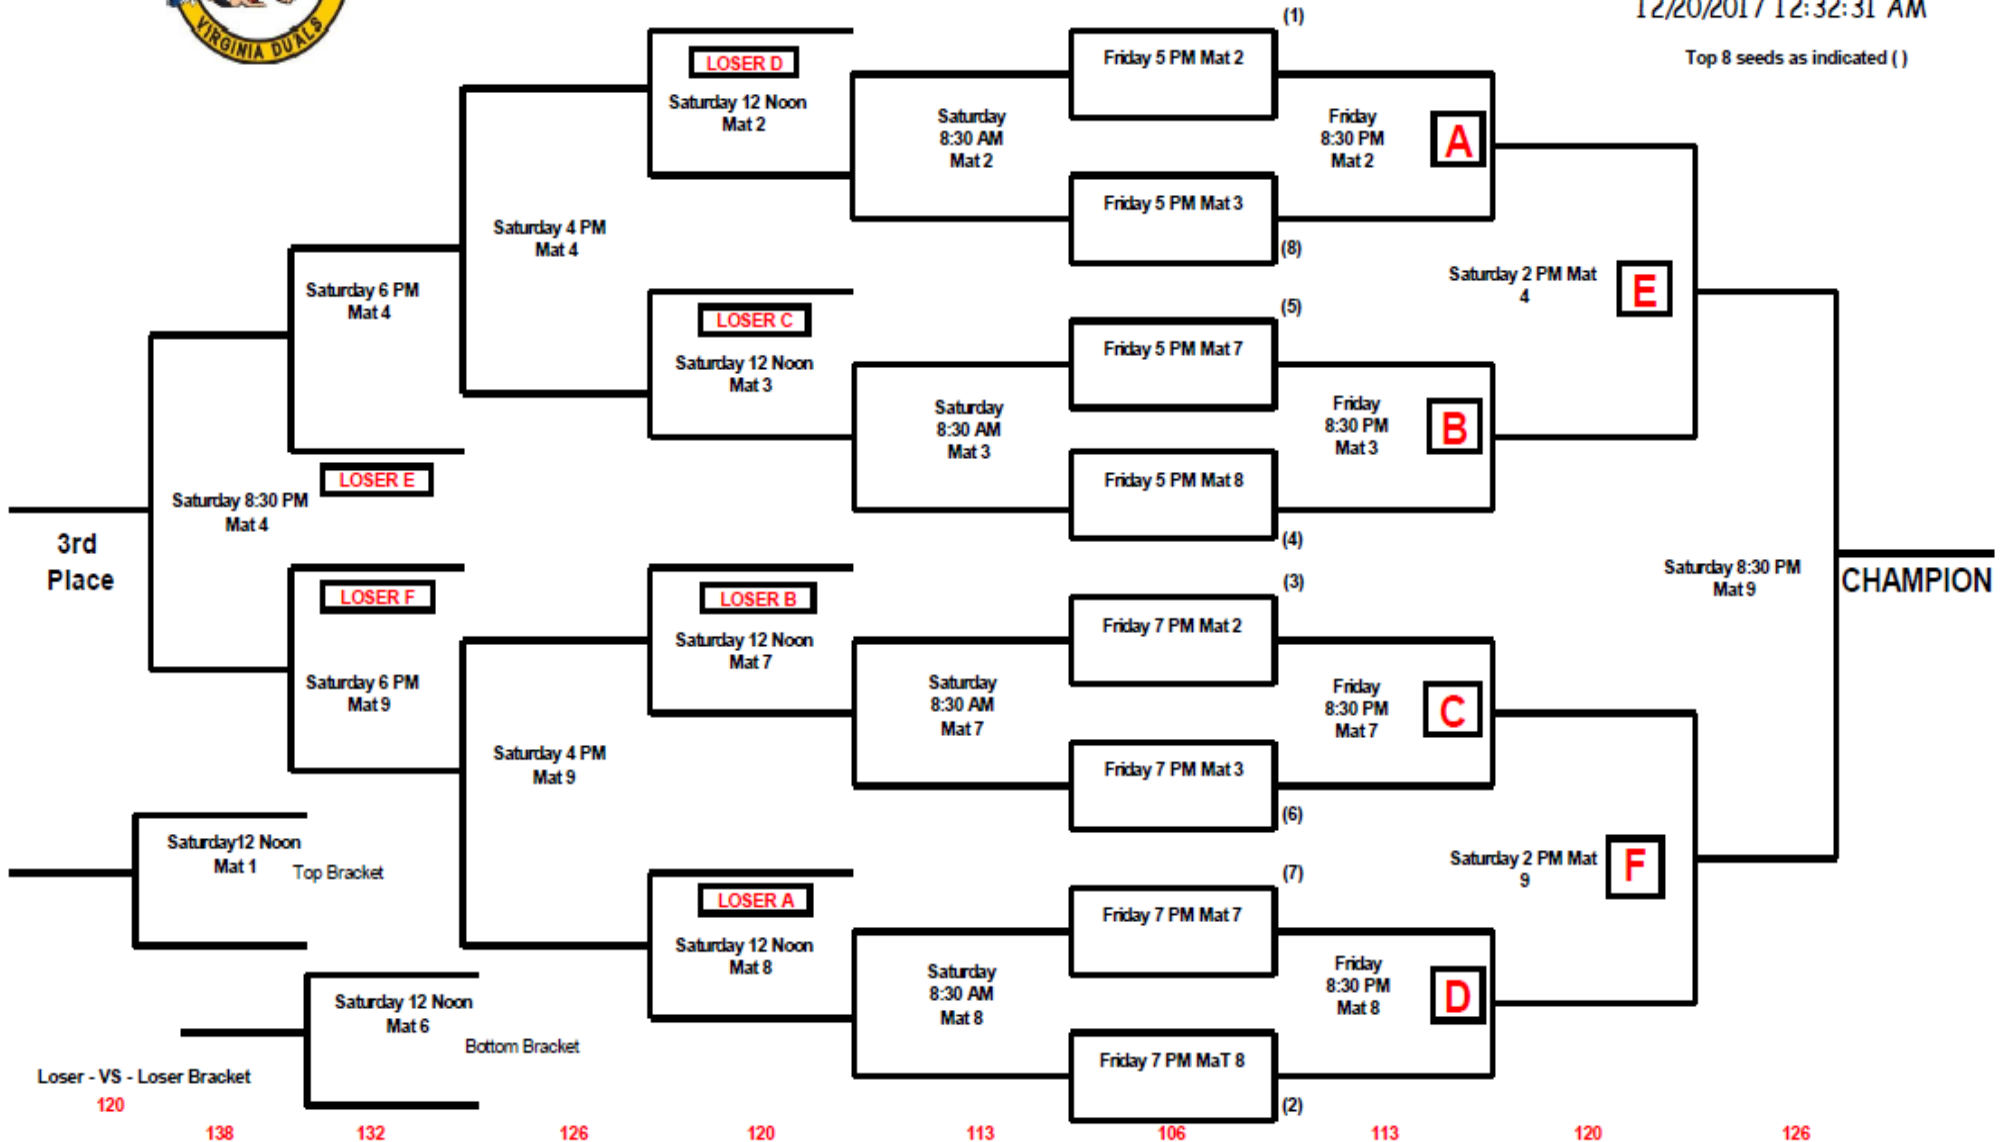 VIRGINIA DUALS
12/20/2017 12:32:31 AM
Top 8 seeds as indicated ( )
(1)
LOSER D
Saturday 12 Noon
Mat 2
Saturday
8:30 AM
Mat 2
Friday 5 PM Mat 2
Friday
8:30 PM
Mat 2
A
Friday 5 PM Mat 3
(8)
Saturday 4 PM
Mat 4
Saturday 6 PM
Mat 4
Saturday 2 PM Mat
4
E
(5)
LOSER C
Saturday 12 Noon
Mat 3
Saturday
8:30 AM
Mat 3
Friday 5 PM Mat 7
Friday
8:30 PM
Mat 3
B
Friday 5 PM Mat 8
(4)
LOSER E
Saturday 8:30 PM
Mat 4
3rd
Place
Saturday 8:30 PM
Mat 9
CHAMPION
LOSER F
Saturday 6 PM
Mat 9
(3)
LOSER B
Saturday 12 Noon
Mat 7
Saturday
8:30 AM
Mat 7
Friday 7 PM Mat 2
Friday
8:30 PM
Mat 7
C
Friday 7 PM Mat 3
(6)
Saturday 4 PM
Mat 9
Saturday12 Noon
Mat 1
Top Bracket
Saturday 2 PM Mat
9
F
(7)
LOSER A
Saturday 12 Noon
Mat 8
Saturday
8:30 AM
Mat 8
Friday 7 PM Mat 7
Friday
8:30 PM
Mat 8
D
Friday 7 PM MaT 8
(2)
Saturday 12 Noon
Mat 6
Bottom Bracket
Loser - VS - Loser Bracket
120
138 132 126 120 113 106 113 120 126